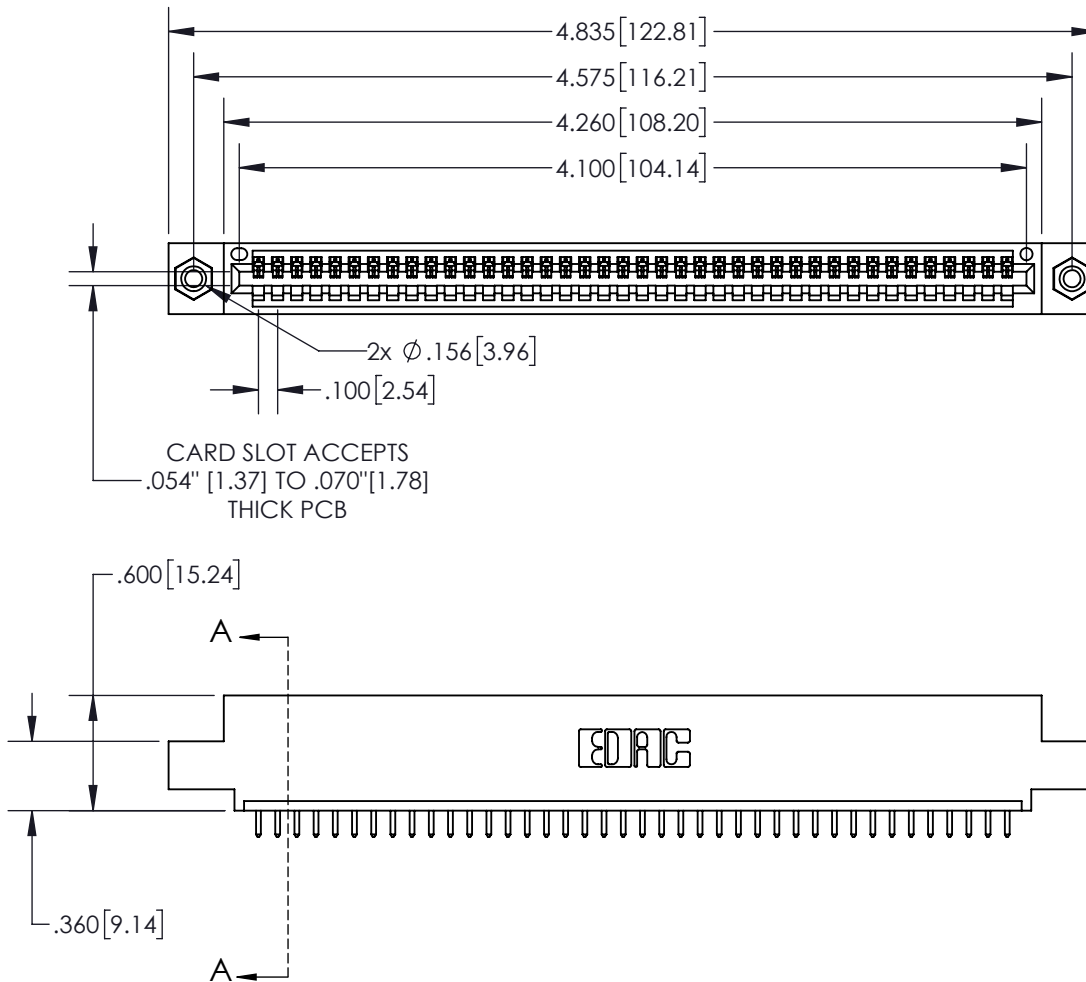 4.835[122.81]
4.575[116.21]
4.260[108.20]
4.100[104.14]
2x Ø.156[3.96]
.100[2.54]
CARD SLOT ACCEPTS
.054" [1.37] TO .070"[1.78]
THICK PCB
.600[15.24]
A
EDAC
.360[9.14]
A